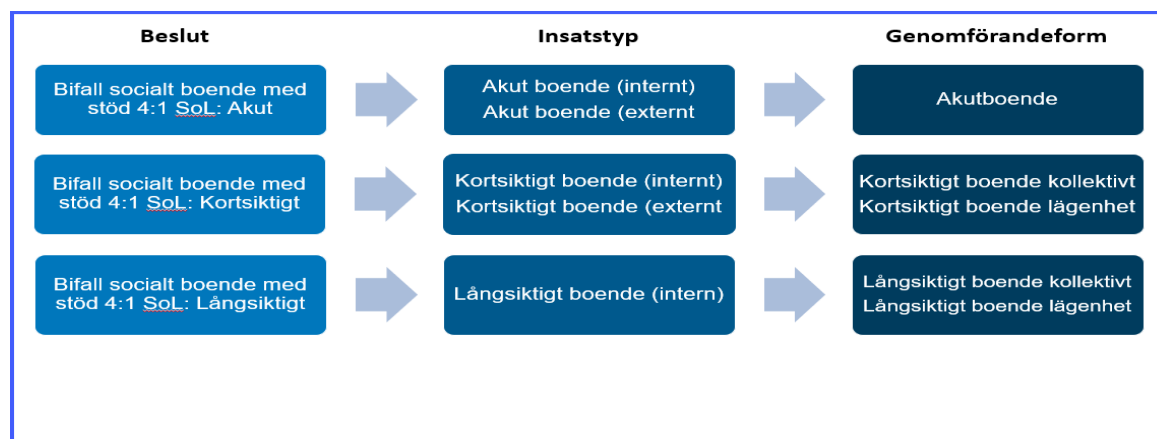 Beslut
Insatstyp
Genomförandeform
Bifall socialt boende med
stöd 4:1 SoL: Akut
Akut boende (internt)
Akut boende (externt
Akutboende
Bifall socialt boende med
stöd 4:1 SoL: Kortsiktigt
Kortsiktigt boende (internt)
Kortsiktigt boende (externt
Kortsiktigt boende kollektivt
Kortsiktigt boende lägenhet
Bifall socialt boende med
stöd 4:1 SoL: Långsiktigt
Långsiktigt boende (intern)
Långsiktigt boende kollektivt
Långsiktigt boende lägenhet